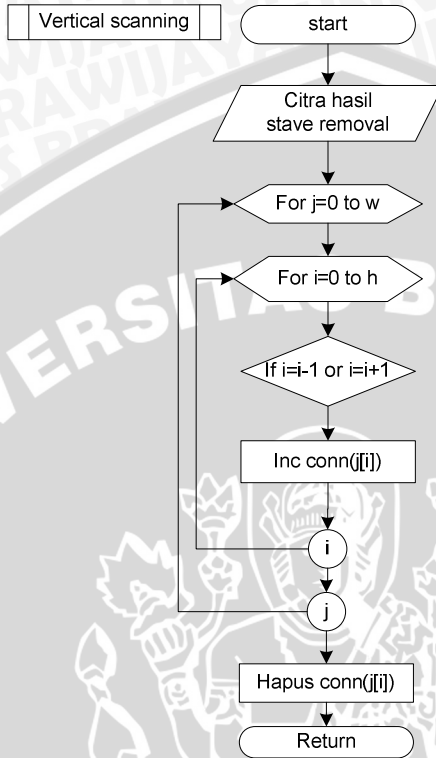 Vertical scanning
start
Citra hasil
stave removal
For j=0 to w
For i=0 to h
If i=i-1 or i=i+1
Inc conn(j[i])
i
j
Hapus conn(j[i])
Return